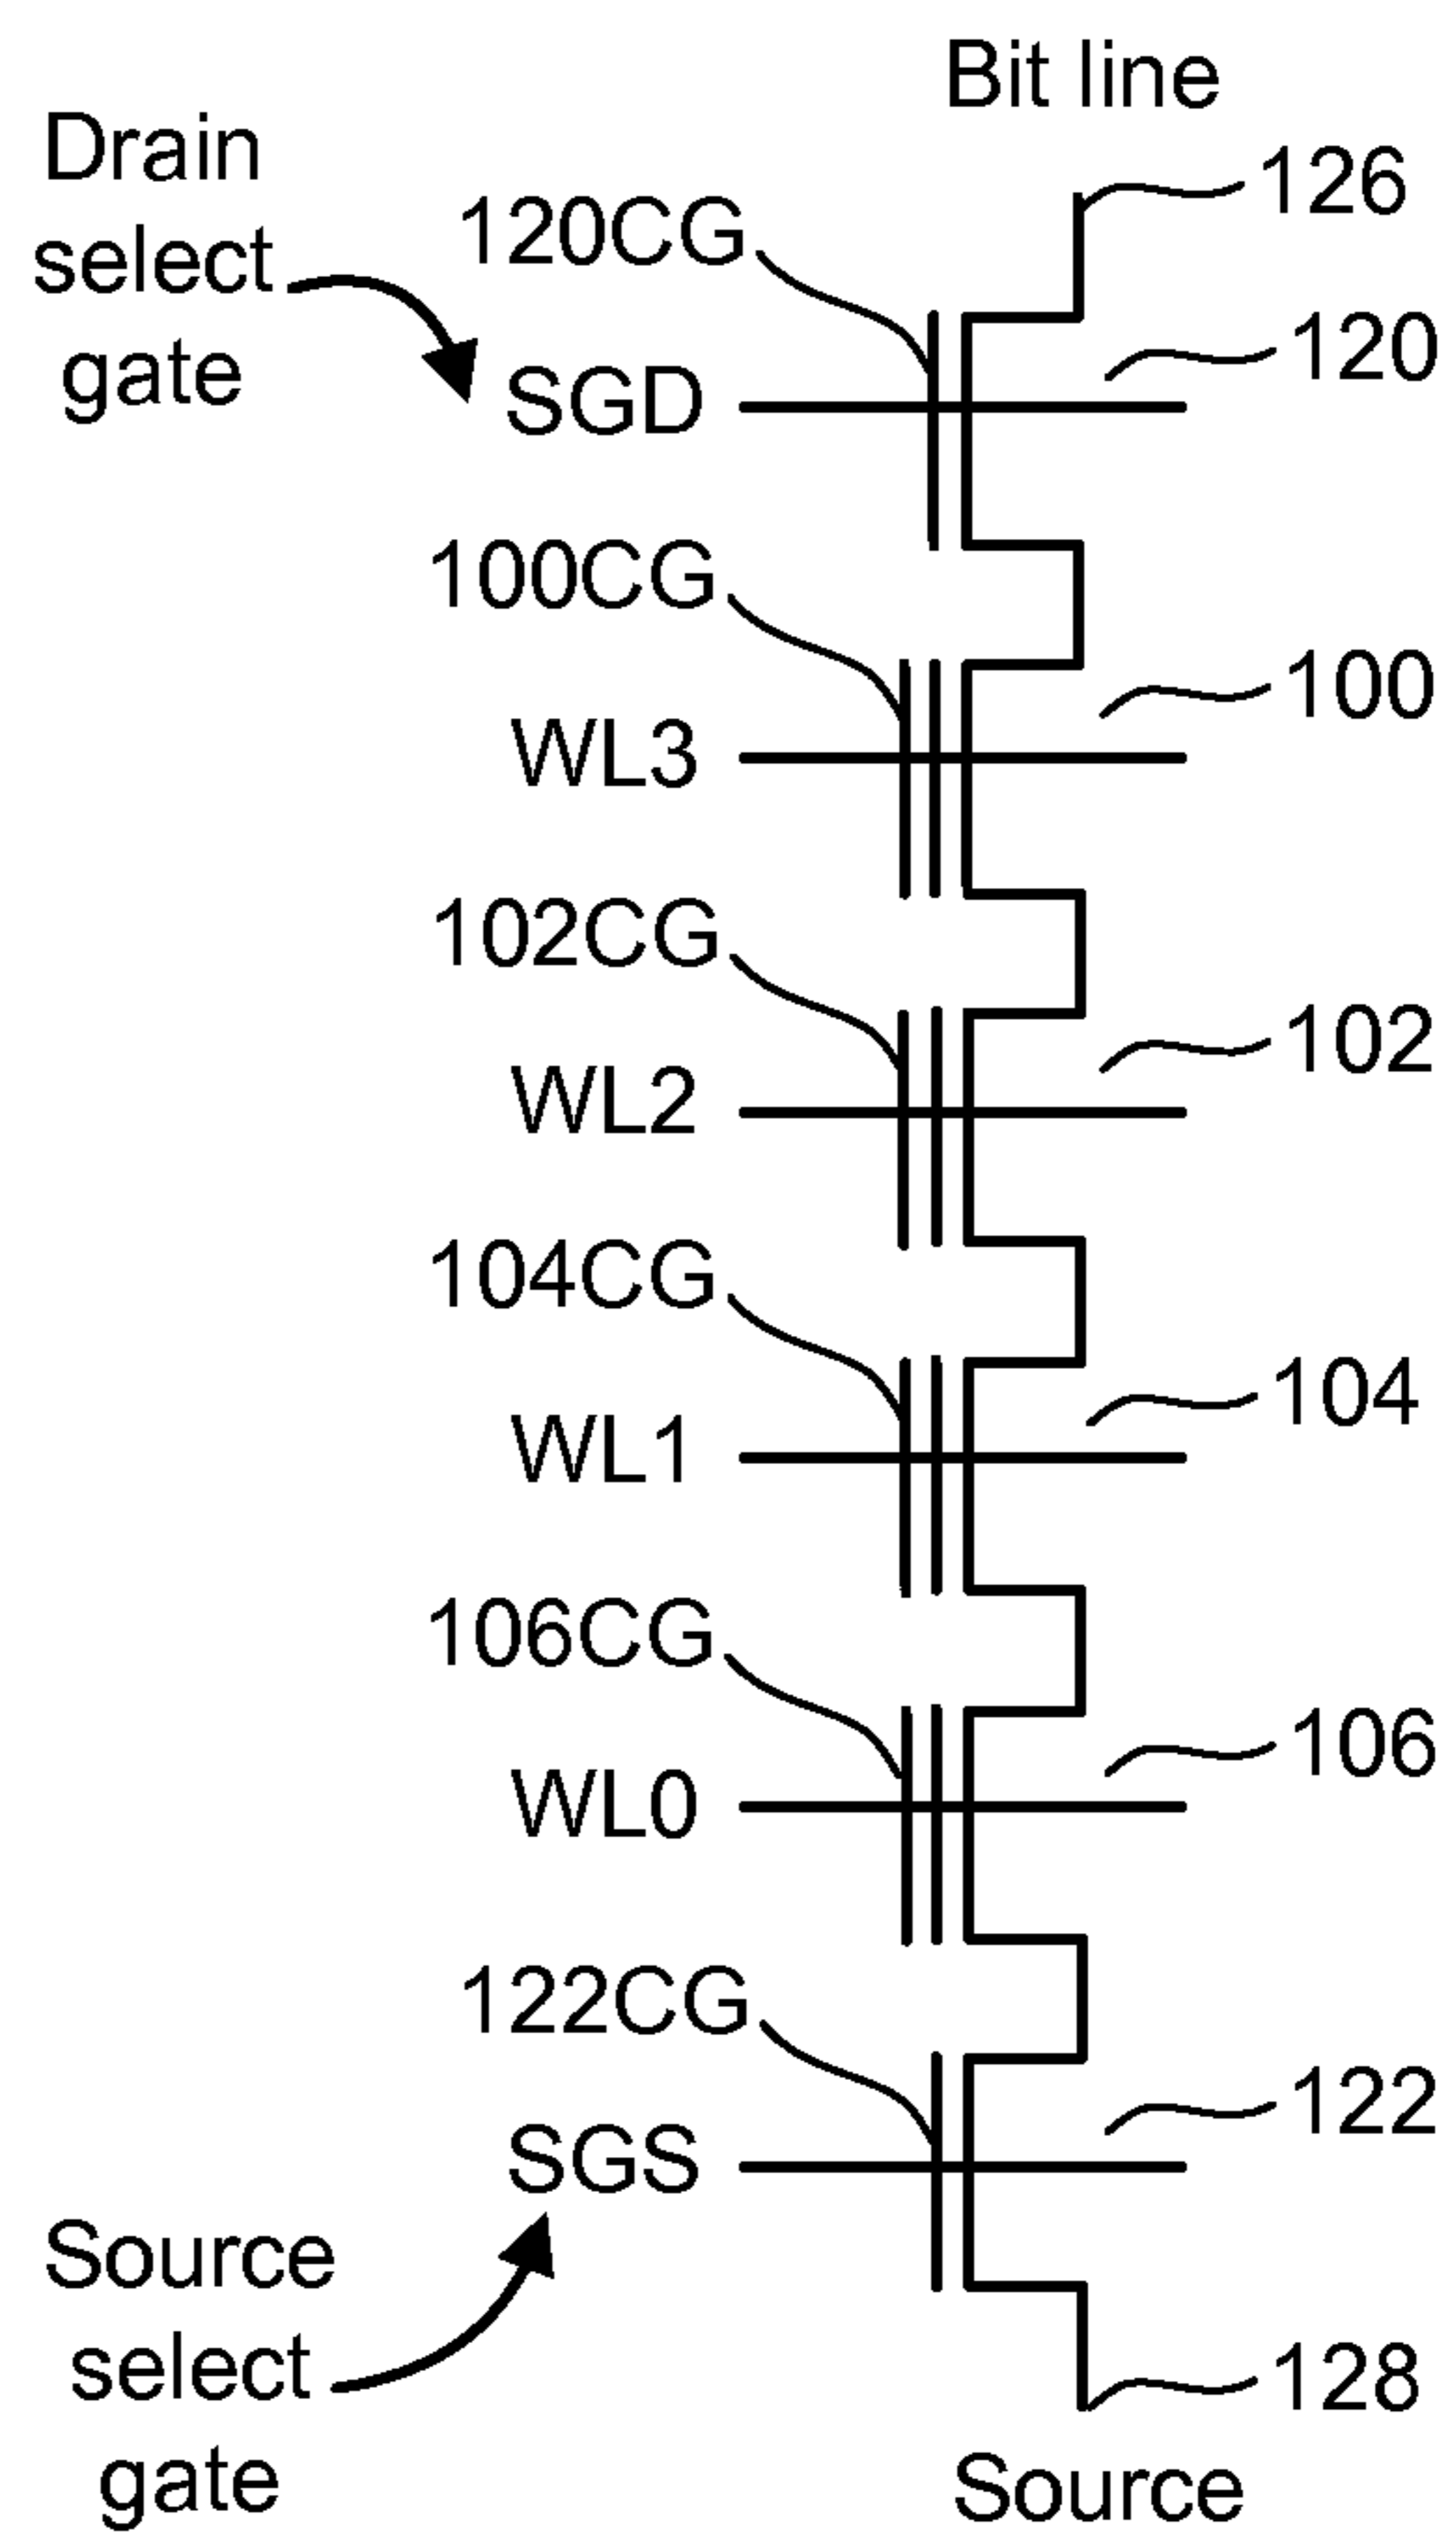 Bit line
126
Drain
select
gate
120CG
120
SGD
100CG
100
WL3
102CG
102
WL2
104CG
104
WL1
106CG
106
WL0
122CG
122
SGS
Source
select
gate
128
Source